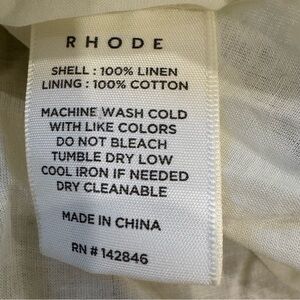 RHODE
SHELL : 100% LINEN
LINING : 100% COTTON
MACHINE WASH COLD
WITH LIKE COLORS
DO NOT BLEACH
TUMBLE DRY LOW
COOL IRON IF NEEDED
DRY CLEANABLE
MADE IN CHINA
RN # 142846